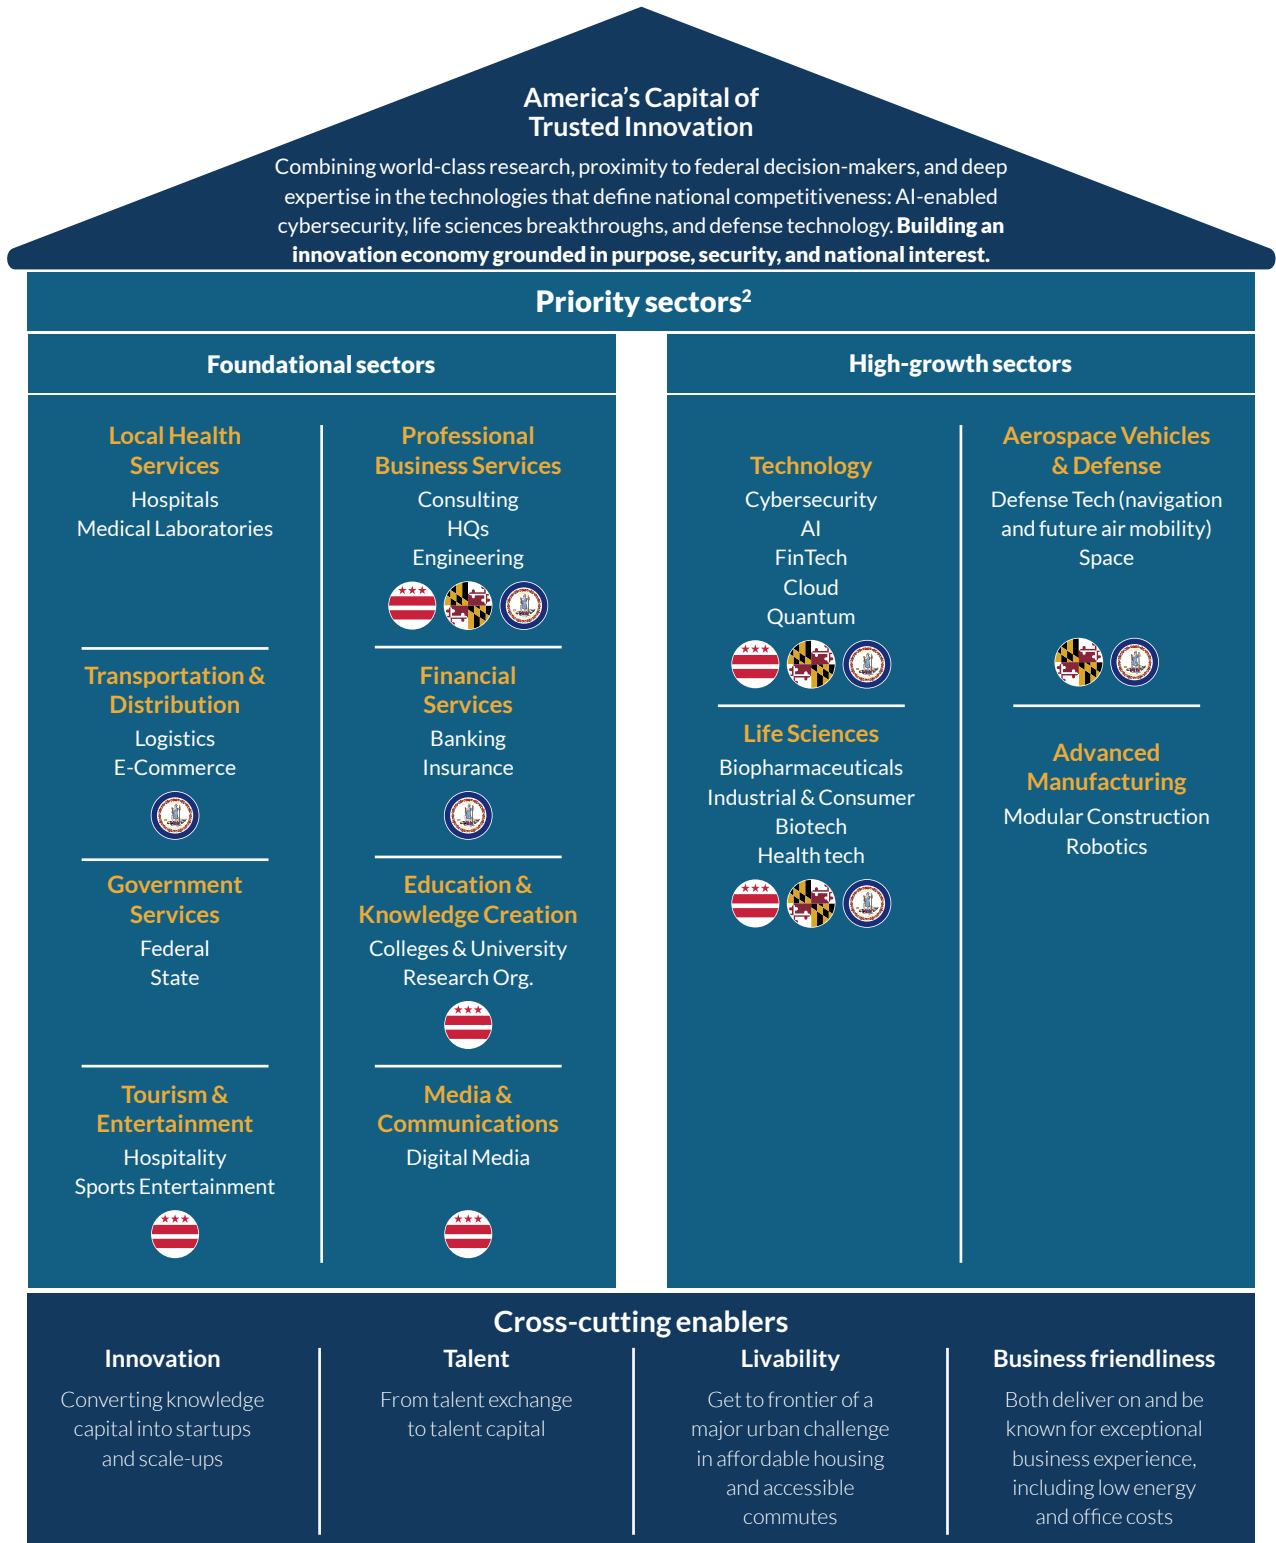 America’s Capital of
Trusted Innovation
Combining world-class research, proximity to federal decision-makers, and deep
expertise in the technologies that define national competitiveness: AI-enabled
cybersecurity, life sciences breakthroughs, and defense technology. Building an
innovation economy grounded in purpose, security, and national interest.
Priority sectors²
Foundational sectors
Local Health
Services
Hospitals
Medical Laboratories
Transportation &
Distribution
Logistics
E-Commerce
Government
Services
Federal
State
Tourism &
Entertainment
Hospitality
Sports Entertainment
Professional
Business Services
Consulting
HQs
Engineering
Financial
Services
Banking
Insurance
Education &
Knowledge Creation
Colleges & University
Research Org.
Media &
Communications
Digital Media
High-growth sectors
Technology
Cybersecurity
AI
FinTech
Cloud
Quantum
Life Sciences
Biopharmaceuticals
Industrial & Consumer
Biotech
Health tech
Aerospace Vehicles
& Defense
Defense Tech (navigation
and future air mobility)
Space
Advanced
Manufacturing
Modular Construction
Robotics
Cross-cutting enablers
Innovation
Converting knowledge
capital into startups
and scale-ups
Talent
From talent exchange
to talent capital
Livability
Get to frontier of a
major urban challenge
in affordable housing
and accessible
commutes
Business friendliness
Both deliver on and be
known for exceptional
business experience,
including low energy
and office costs